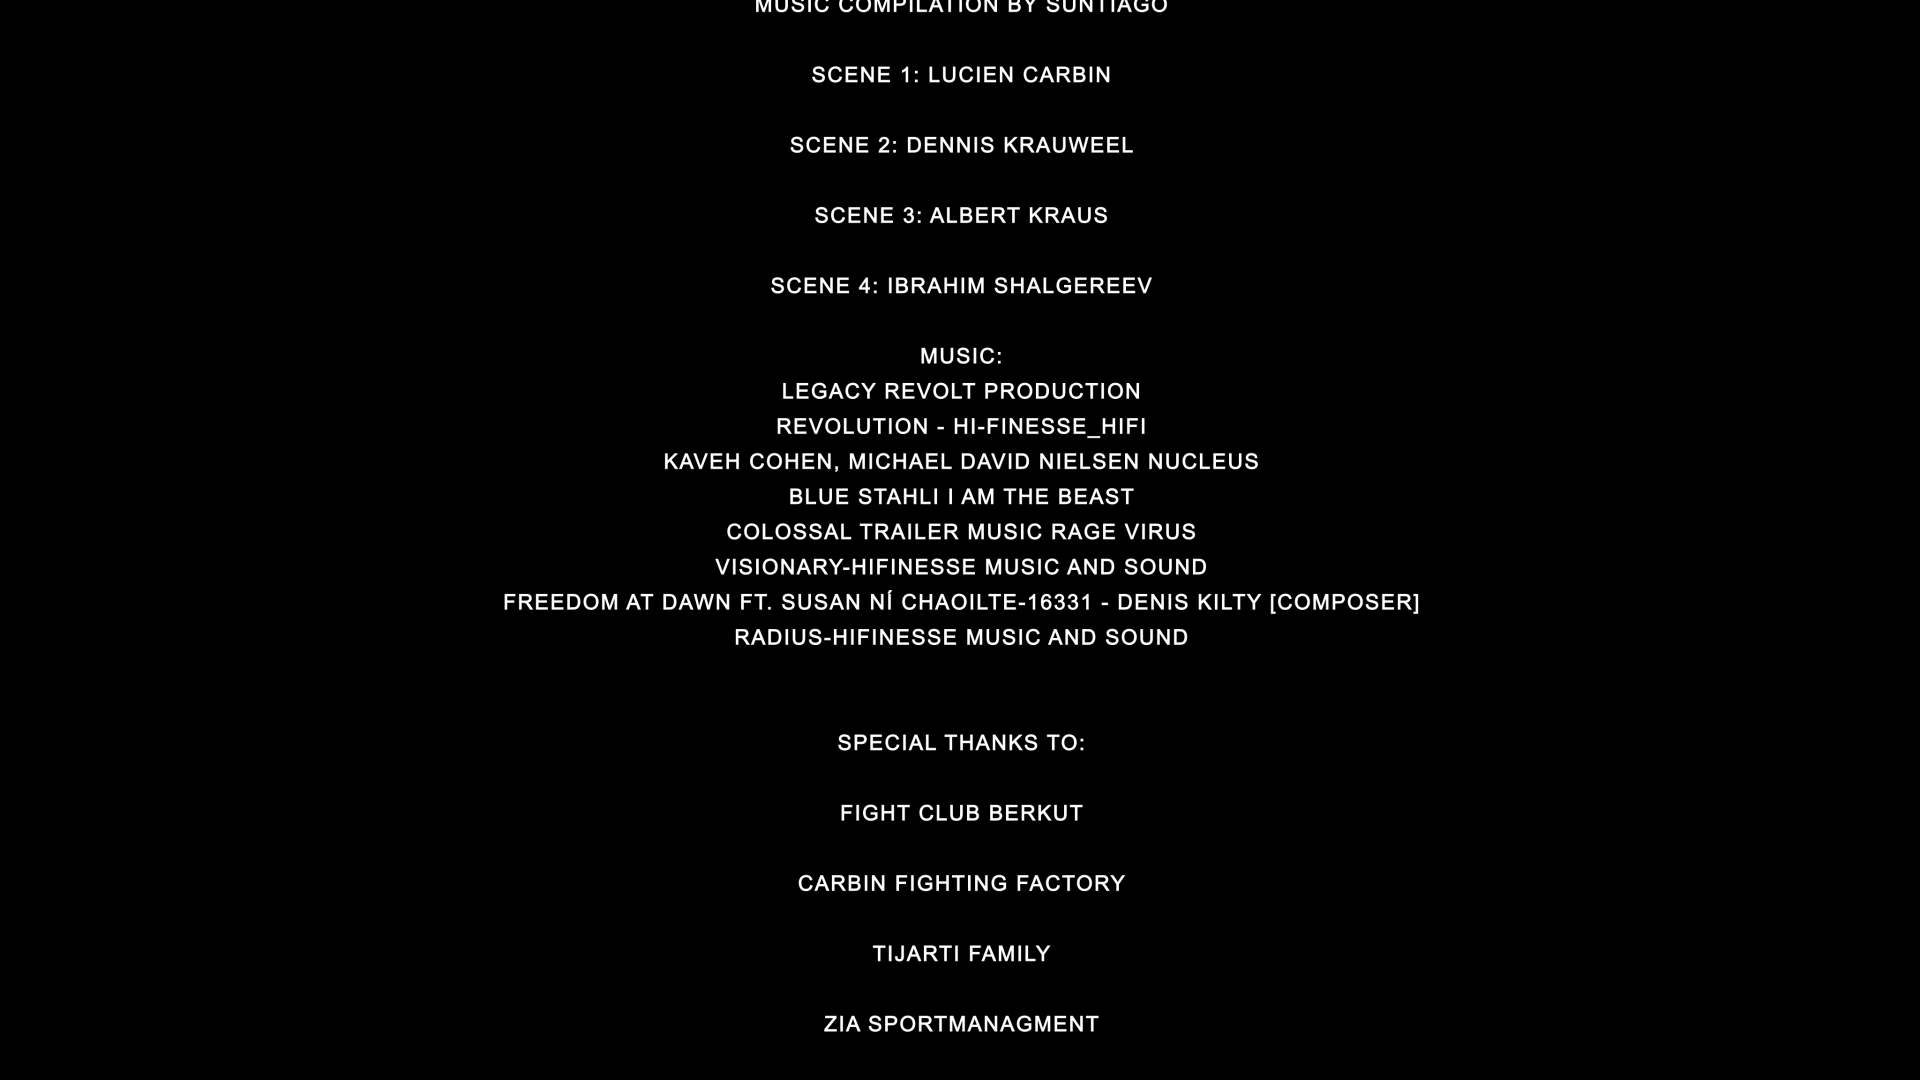 MUSIC COMPILATION BY SUNTIAGO
SCENE 1: LUCIEN CARBIN
SCENE 2: DENNIS KRAUWEEL
SCENE 3: ALBERT KRAUS
SCENE 4: IBRAHIM SHALGEREEV
MUSIC:
LEGACY REVOLT PRODUCTION
REVOLUTION - HI-FINESSE_HIFI
KAVEH COHEN, MICHAEL DAVID NIELSEN NUCLEUS
BLUE STAHLI I AM THE BEAST
COLOSSAL TRAILER MUSIC RAGE VIRUS
VISIONARY-HIFINESSE MUSIC AND SOUND
FREEDOM AT DAWN FT. SUSAN NÍ CHAOILTE-16331 - DENIS KILTY [COMPOSER]
RADIUS-HIFINESSE MUSIC AND SOUND
SPECIAL THANKS TO:
FIGHT CLUB BERKUT
CARBIN FIGHTING FACTORY
TIJARTI FAMILY
ZIA SPORTMANAGMENT